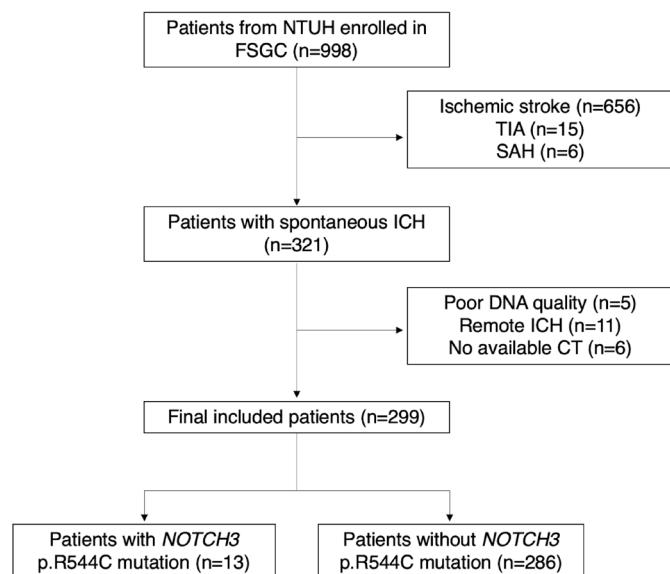 Patients from NTUH enrolled in
FSGC (n=998)
Ischemic stroke (n=656)
TIA (n=15)
SAH (n=6)
Patients with spontaneous ICH
(n=321)
Poor DNA quality (n=5)
Remote ICH (n=11)
No available CT (n=6)
Final included patients (n=299)
Patients with NOTCH3
p.R544C mutation (n=13)
Patients without NOTCH3
p.R544C mutation (n=286)